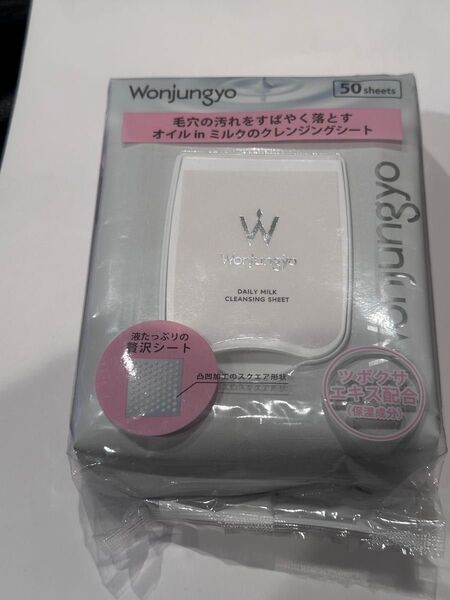 Wonjungyo
50 sheets
毛穴の汚れをすばやく落とす
オイル in ミルクのクレンジングシート
Wonjungyo
W
Wonjungyo
DAILY MILK
CLEANSING SHEET
液たっぷりの
贅沢シート
凸凹加工のスクエア形状
ツボクサ
エキス配合
(保湿成分)